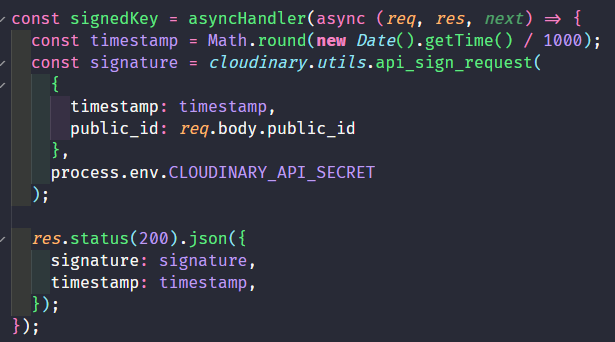 const signedKey = asyncHandler(async (req, res, next) => {
const timestamp = Math.round(new Date().getTime() / 1000);
const signature = cloudinary.utils.api_sign_request(
{
timestamp: timestamp,
public_id: req.body.public_id
},
process.env.CLOUDINARY_API_SECRET
);
res.status(200).json({
signature: signature,
timestamp: timestamp,
});
});